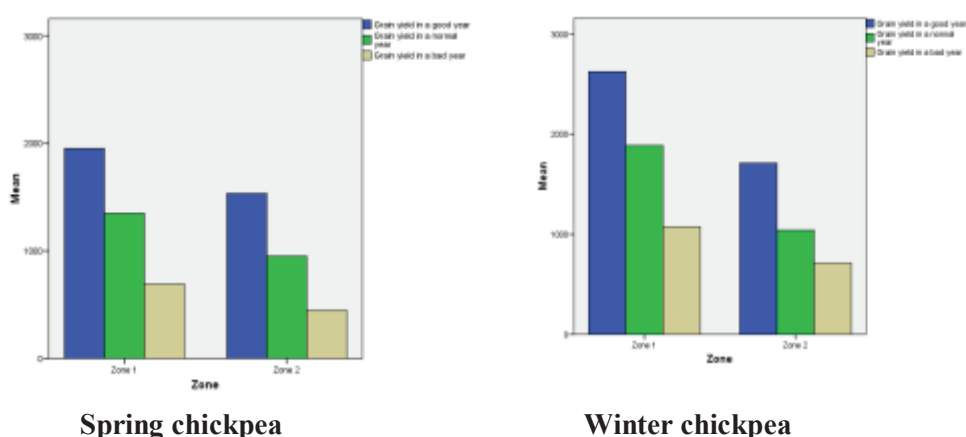 Grain yield in a good year
Grain yield in a normal
year
Grain yield in a bad year
3000
2000
1000
0
Mean
Zone 1
Zone 2
Zone
Spring chickpea
Grain yield in a good year
Grain yield in a normal
year
Grain yield in a bad year
3000
2000
1000
0
Mean
Zone 1
Zone 2
Zone
Winter chickpea